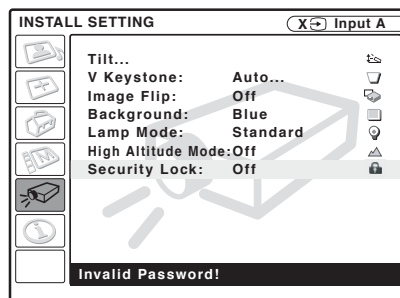 INSTALL SETTING
Input A
Tilt...
V Keystone: Auto...
Image Flip: Off
Background: Blue
Lamp Mode: Standard
High Altitude Mode: Off
Security Lock: Off
Invalid Password!